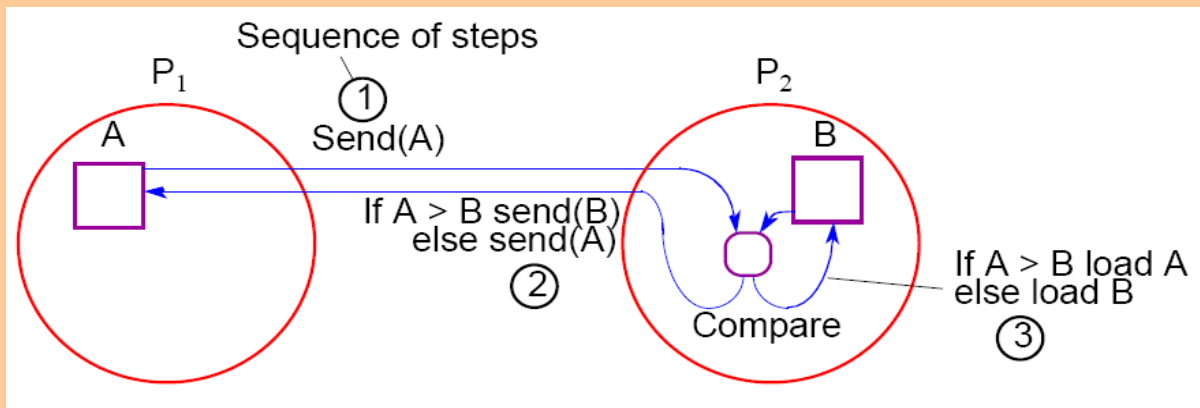 Sequence of steps
P1
1
P2
A
Send(A)
B
If A > B send(B)
else send(A)
2
If A > B load A
else load B
Compare
3